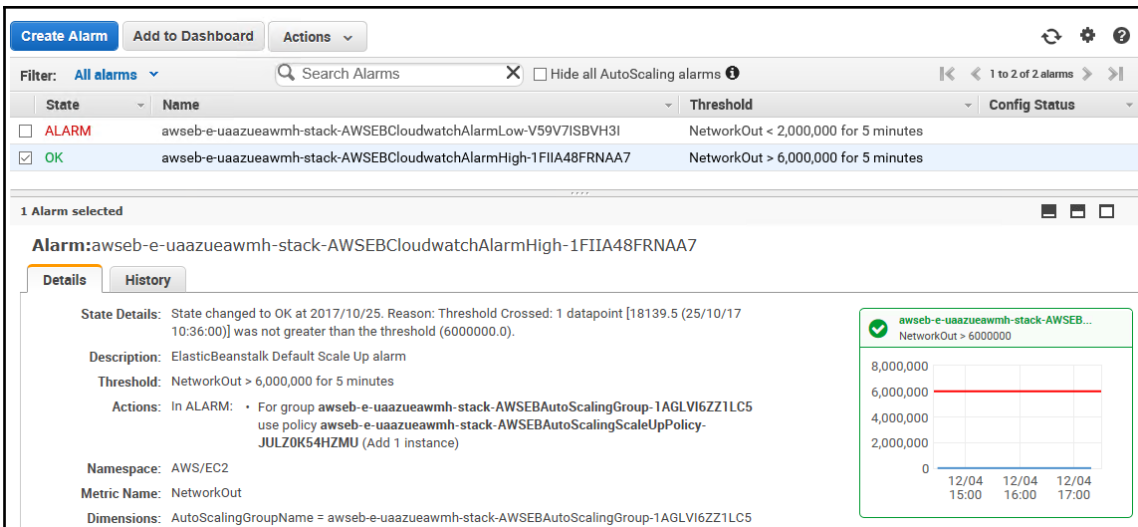 Create Alarm Add to Dashboard Actions
Filter: All alarms Search Alarms Hide all AutoScaling alarms 1 to 2 of 2 alarms
State Name Threshold Config Status
ALARM awseb-e-uaazueawmh-stack-AWSEBCloudwatchAlarmLow-V59V7ISBVH3I NetworkOut < 2,000,000 for 5 minutes
OK awseb-e-uaazueawmh-stack-AWSEBCloudwatchAlarmHigh-1FIIA48FRNAA7 NetworkOut > 6,000,000 for 5 minutes
1 Alarm selected
Alarm:awseb-e-uaazueawmh-stack-AWSEBCloudwatchAlarmHigh-1FIIA48FRNAA7
Details History
State Details: State changed to OK at 2017/10/25. Reason: Threshold Crossed: 1 datapoint [18139.5 (25/10/17
10:36:00)] was not greater than the threshold (6000000.0).
Description: ElasticBeanstalk Default Scale Up alarm
Threshold: NetworkOut > 6,000,000 for 5 minutes
Actions: In ALARM: • For group awseb-e-uaazueawmh-stack-AWSEBAutoScalingGroup-1AGLVI6ZZ1LC5
use policy awseb-e-uaazueawmh-stack-AWSEBAutoScalingScaleUpPolicy-
JULZ0K54HZMU (Add 1 instance)
Namespace: AWS/EC2
Metric Name: NetworkOut
Dimensions: AutoScalingGroupName = awseb-e-uaazueawmh-stack-AWSEBAutoScalingGroup-1AGLVI6ZZ1LC5
awseb-e-uaazueawmh-stack-AWSEB...
NetworkOut > 6000000
8,000,000
6,000,000
4,000,000
2,000,000
0
12/04 12/04 12/04
15:00 16:00 17:00